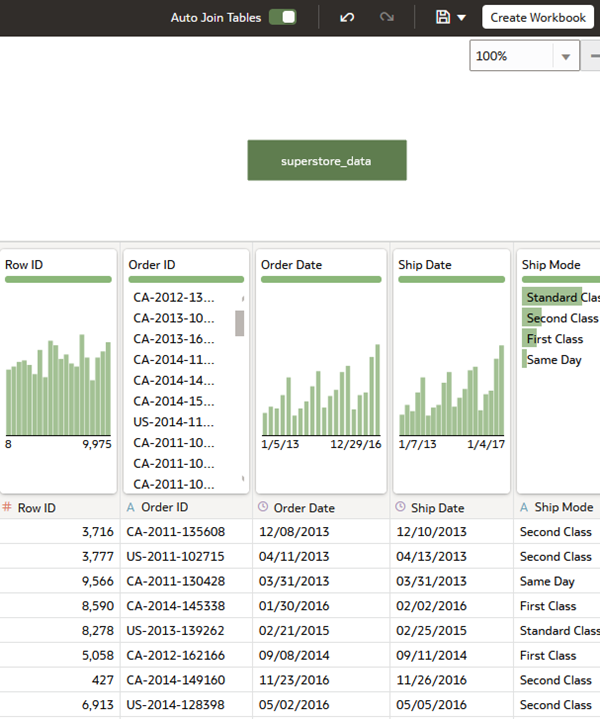 Auto Join Tables Create Workbook
100%
superstore_data
Row ID Order ID Order Date Ship Date Ship Mode
CA-2012-13... Standard Clas
CA-2013-10... Second Class
CA-2013-16... First Class
CA-2014-11... Same Day
CA-2014-14...
CA-2014-15...
US-2014-11...
CA-2011-10...
8 9,975 1/5/13 12/29/16 1/7/13 1/4/17
CA-2011-10...
CA-2011-10...
# Row ID A Order ID Order Date Ship Date A Ship Mode
3,716 CA-2011-135608 12/08/2013 12/10/2013 Second Class
3,777 US-2011-102715 04/11/2013 04/13/2013 Second Class
9,566 CA-2011-130428 03/31/2013 03/31/2013 Same Day
8,590 CA-2014-145338 01/30/2016 02/02/2016 First Class
8,278 US-2013-139262 02/21/2015 02/25/2015 Standard Class
5,058 CA-2012-162166 09/08/2014 09/11/2014 First Class
427 CA-2014-149160 11/23/2016 11/26/2016 Second Class
6,913 US-2014-128398 05/02/2016 05/05/2016 Second Class